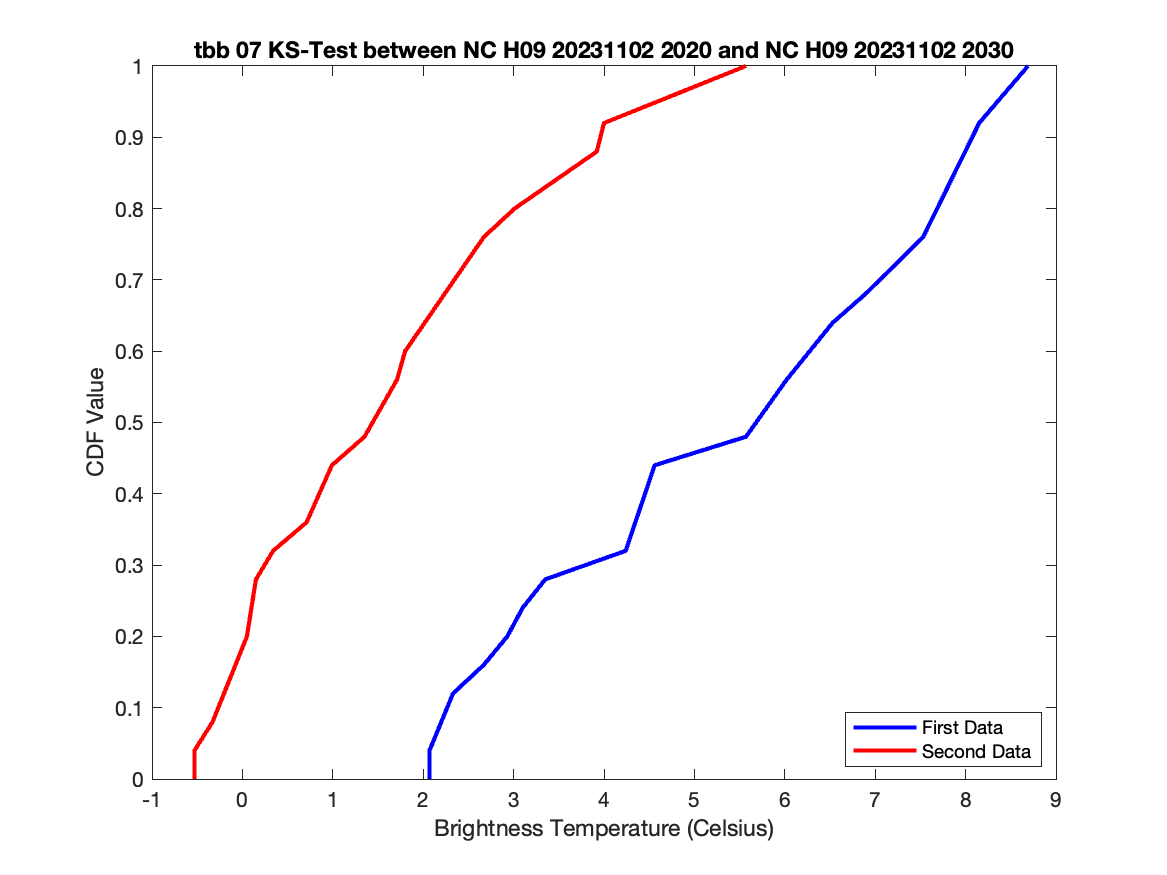 tbb 07 KS-Test between NC H09 20231102 2020 and NC H09 20231102 2030
1
0.9
0.8
0.7
0.6
0.5
0.4
0.3
0.2
0.1
0
CDF Value
First Data
Second Data
-1 0 1 2 3 4 5 6 7 8 9
Brightness Temperature (Celsius)